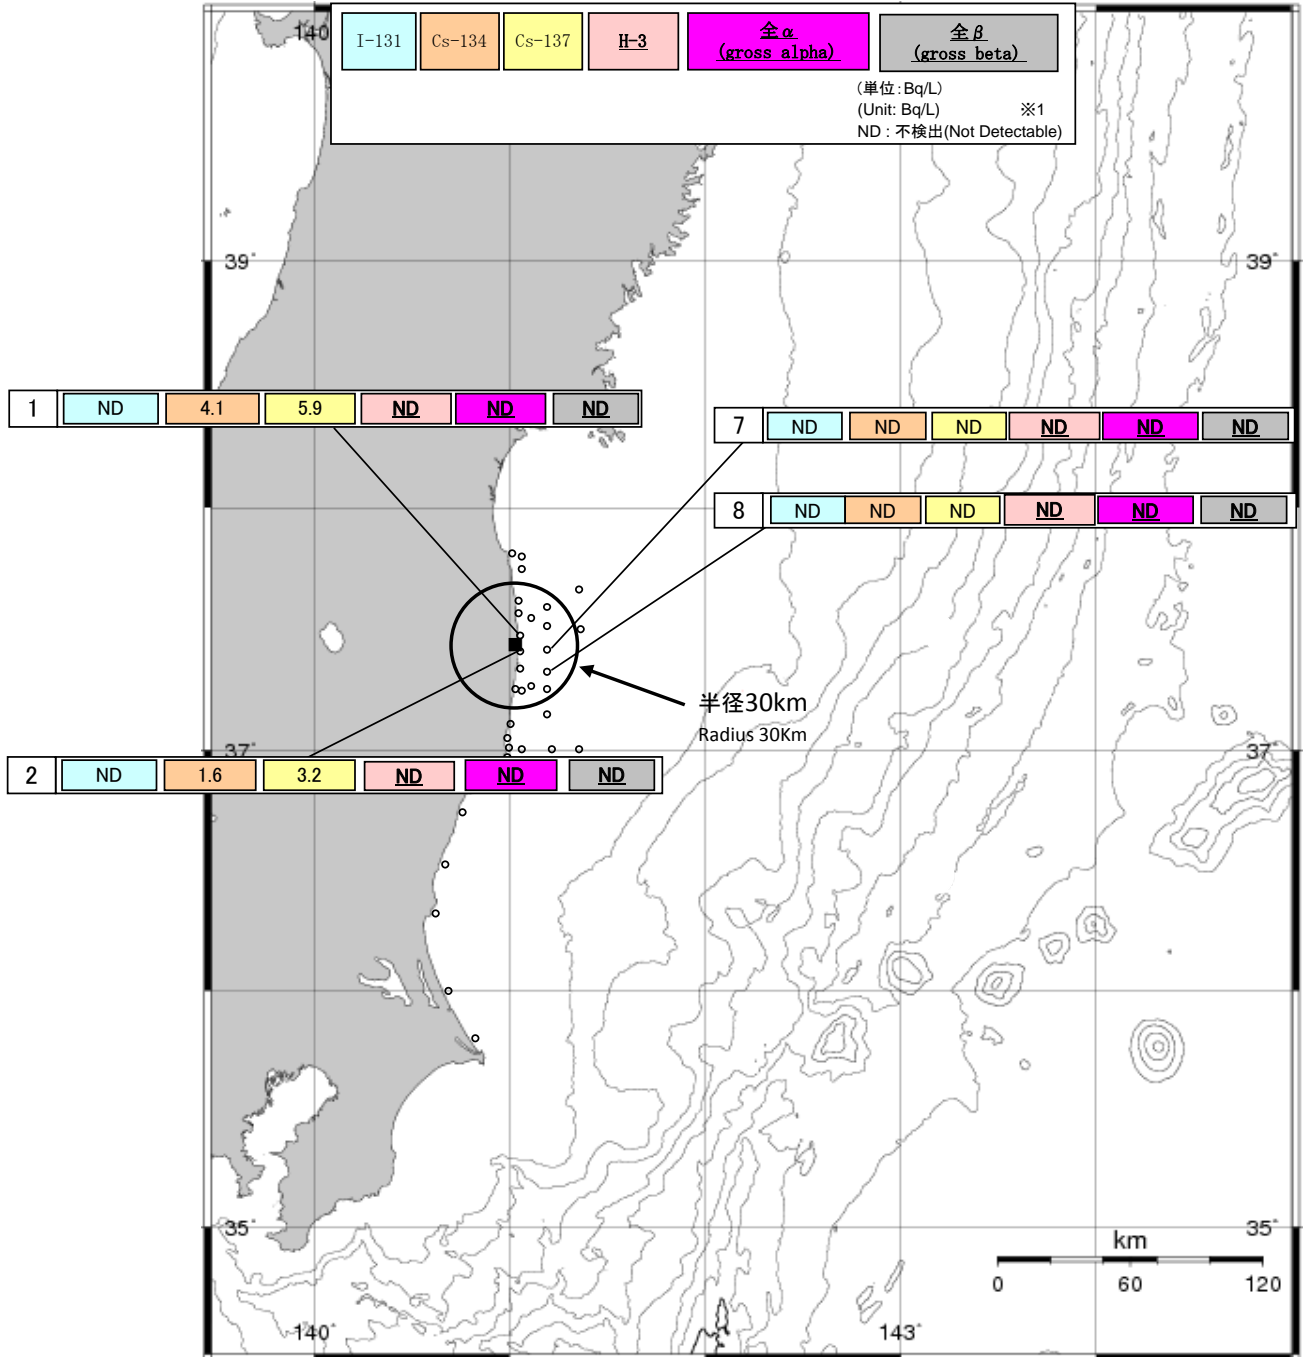 140
I-131 Cs-134 Cs-137 H-3 全α 全β
(gross alpha) (gross beta)
(単位:Bq/L)
(Unit: Bq/L) ※1
ND : 不検出(Not Detectable)
39° 39°
1 ND 4.1 5.9 ND ND ND
7 ND ND ND ND ND ND
8 ND ND ND ND ND ND
半径30km
Radius 30Km
37° 37°
2 ND 1.6 3.2 ND ND ND
35° 35°
km
0 60 120
140° 143°